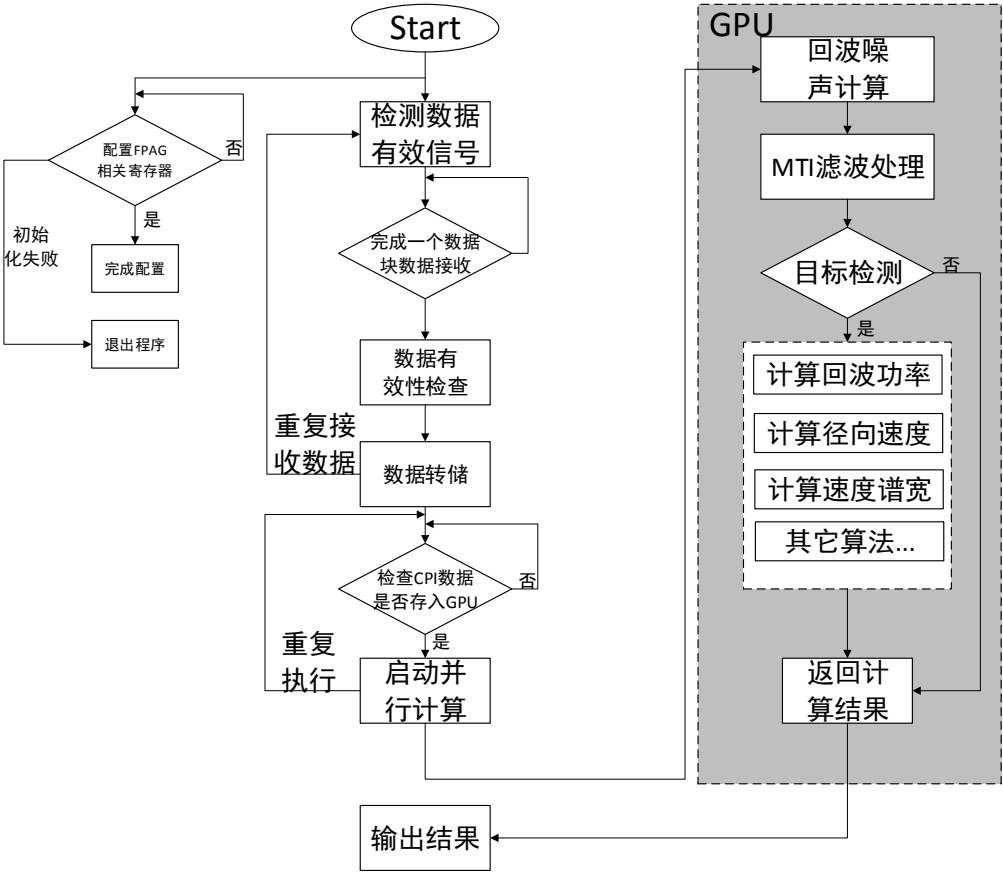 Start
配置FPAG
相关寄存器
否
是
初始
化失败
完成配置
退出程序
检测数据
有效信号
完成一个数据
块数据接收
数据有
效性检查
重复接
收数据
数据转储
检查CPI数据
是否存入GPU
否
是
重复
执行
启动并
行计算
输出结果
GPU
回波噪
声计算
MTI滤波处理
目标检测
否
是
计算回波功率
计算径向速度
计算速度谱宽
其它算法...
返回计
算结果